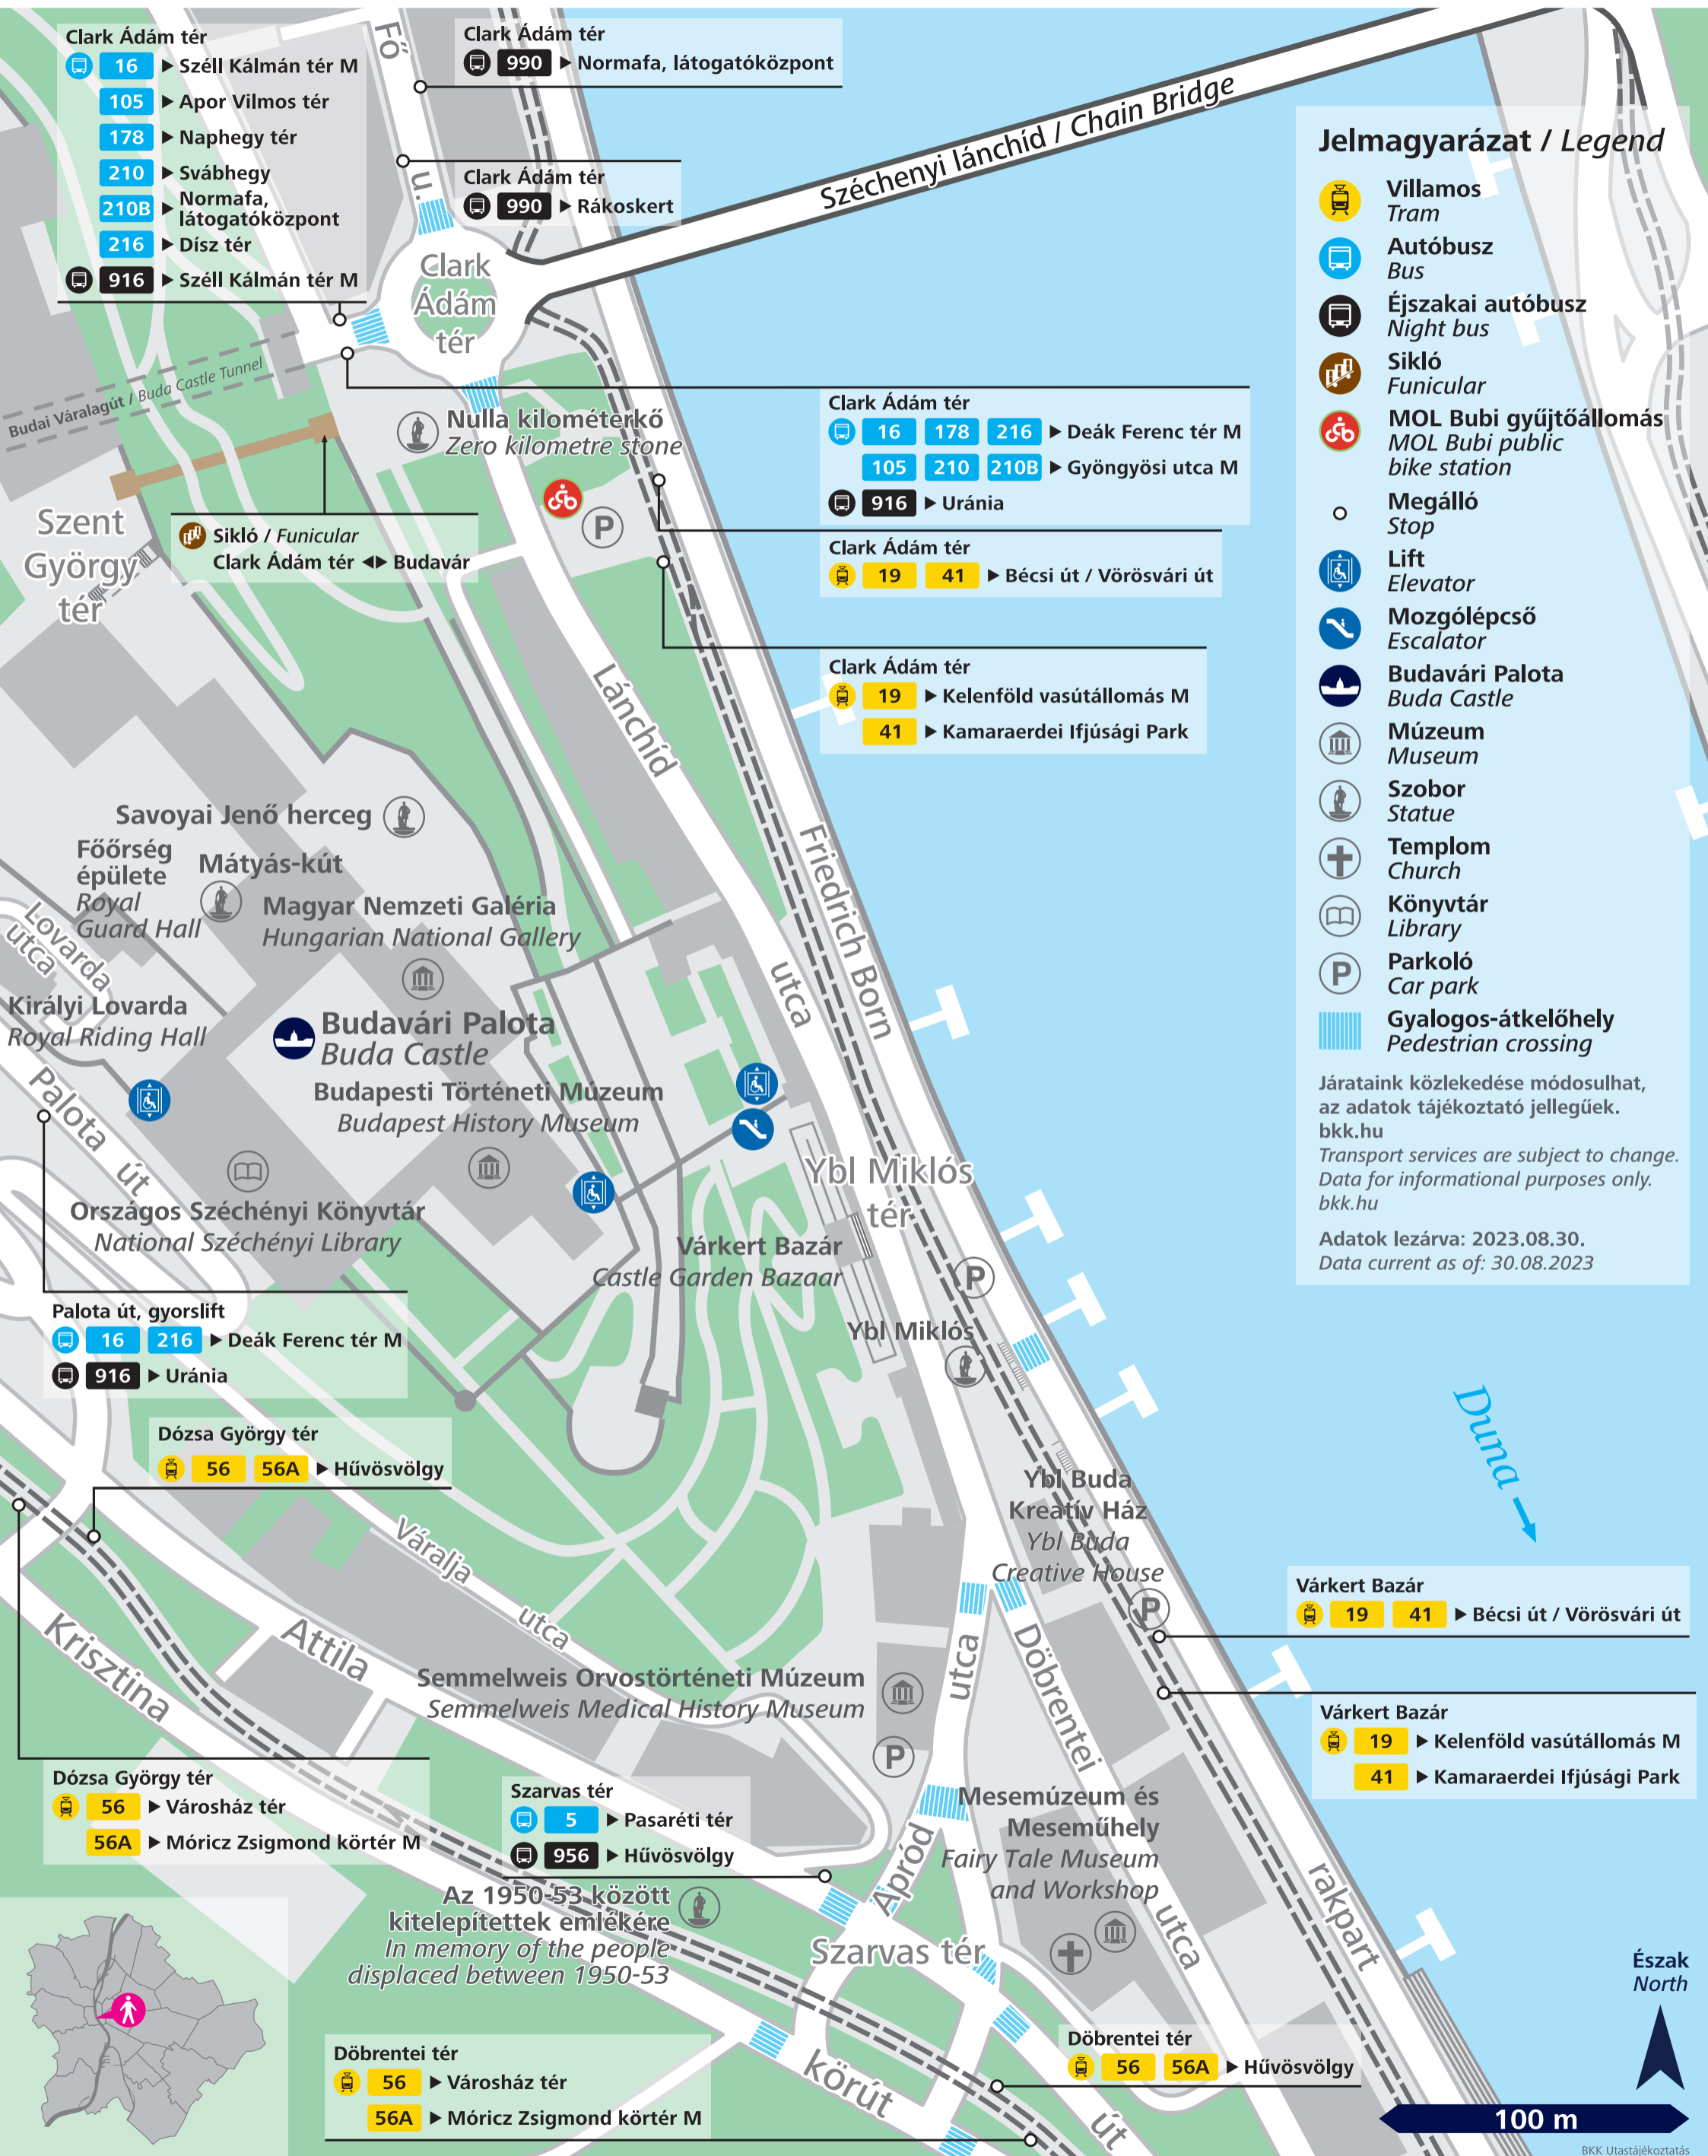 Clark Ádám tér
16 Széll Kálmán tér M
105 Apor Vilmos tér
178 Naphegy tér
210 Svábhegy
210B Normafa,
látogatóközpont
216 Dísz tér
916 Széll Kálmán tér M
Fő
u.
Clark Ádám tér
990 Normafa, látogatóközpont
Clark Ádám tér
990 Rákoskert
Széchenyi lánchíd / Chain Bridge
Clark
Ádám
tér
Budai Váralagút / Buda Castle Tunnel
Nulla kilométerkő
Zero kilometre stone
P
Clark Ádám tér
16 178 216 Deák Ferenc tér M
105 210 210B Gyöngyösi utca M
916 Uránia
Clark Ádám tér
19 41 Bécsi út / Vörösvári út
Clark Ádám tér
19 Kelenföld vasútállomás M
41 Kamaraerdei Ifjúsági Park
Szent
György
tér
Sikló / Funicular
Clark Ádám tér Budavár
Lánchíd
utca
Friedrich Born
rakpart
Savoyai Jenő herceg
Főőrség
épülete
Royal
Guard Hall
Mátyás-kút
Magyar Nemzeti Galéria
Hungarian National Gallery
Lovarda
utca
Királyi Lovarda
Royal Riding Hall
Budavári Palota
Buda Castle
Budapesti Történeti Múzeum
Budapest History Museum
Palota út
Országos Széchényi Könyvtár
National Széchényi Library
Ybl Miklós
tér
Várkert Bazár
Castle Garden Bazaar
P
Ybl Miklós
Palota út, gyorslift
16 216 Deák Ferenc tér M
916 Uránia
Dózsa György tér
56 56A Hűvösvölgy
Váralja
utca
Attila
út
Krisztina
körút
Ybl Buda
Kreatív Ház
Ybl Buda
Creative House
P
Duna
Várkert Bazár
19 41 Bécsi út / Vörösvári út
Várkert Bazár
19 Kelenföld vasútállomás M
41 Kamaraerdei Ifjúsági Park
Semmelweis Orvostörténeti Múzeum
Semmelweis Medical History Museum
P
utca
Apród
Döbrentei
utca
Dózsa György tér
56 Városház tér
56A Móricz Zsigmond körtér M
Szarvas tér
5 Pasaréti tér
956 Hűvösvölgy
Mesemúzeum és
Meseműhely
Fairy Tale Museum
and Workshop
Az 1950-53 között
kitelepítettek emlékére
In memory of the people
displaced between 1950-53
Szarvas tér
Döbrentei tér
56 Városház tér
56A Móricz Zsigmond körtér M
Döbrentei tér
56 56A Hűvösvölgy
Jelmagyarázat / Legend
Villamos
Tram
Autóbusz
Bus
Éjszakai autóbusz
Night bus
Sikló
Funicular
MOL Bubi gyűjtőállomás
MOL Bubi public
bike station
Megálló
Stop
Lift
Elevator
Mozgólépcső
Escalator
Budavári Palota
Buda Castle
Múzeum
Museum
Szobor
Statue
Templom
Church
Könyvtár
Library
P
Parkoló
Car park
Gyalogos-átkelőhely
Pedestrian crossing
Járataink közlekedése módosulhat,
az adatok tájékoztató jellegűek.
bkk.hu
Transport services are subject to change.
Data for informational purposes only.
bkk.hu
Adatok lezárva: 2023.08.30.
Data current as of: 30.08.2023
Észak
North
100 m
BKK Utastájékoztatás